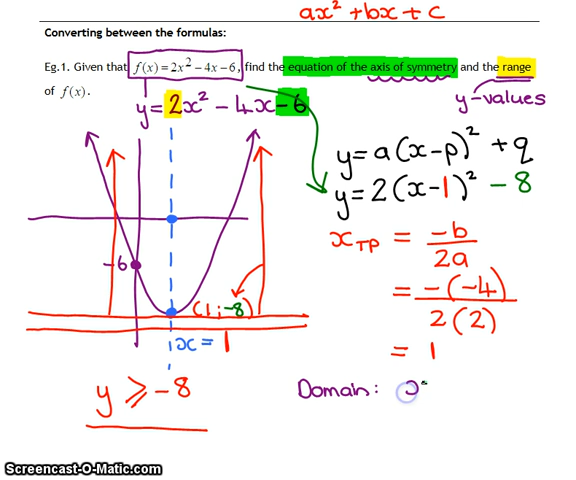 ax² + bx + c
Converting between the formulas:
Eg.1. Given that f(x) = 2x² – 4x – 6, find the equation of the axis of symmetry and the range
of f(x).
y = 2x² – 4x – 6
y-values
y = a(x – p)² + q
y = 2(x – 1)² – 8
x TP = –b / 2a
= –(–4) / 2(2)
= 1
–6
(1 ; –8)
x = 1
y ⩾ –8
Domain:
Screencast-O-Matic.com